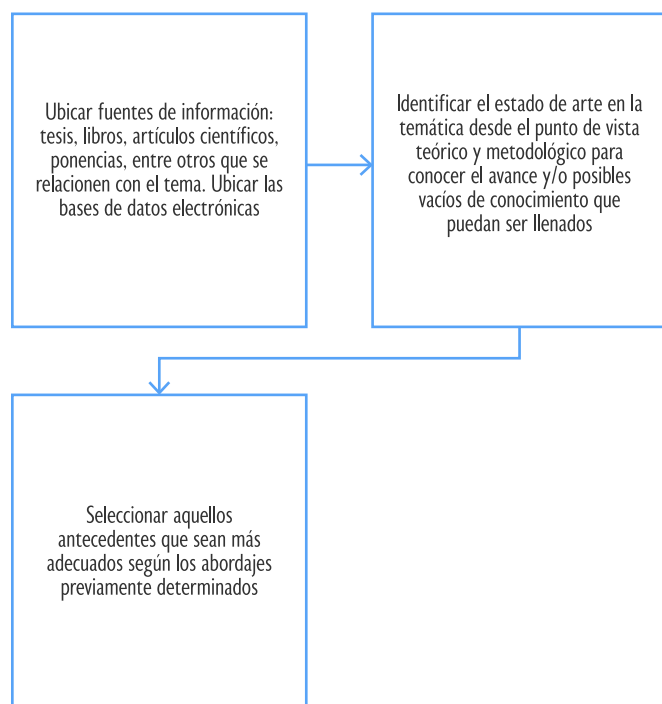 Ubicar fuentes de información:
tesis, libros, artículos científicos,
ponencias, entre otros que se
relacionen con el tema. Ubicar las
bases de datos electrónicas
Identificar el estado de arte en la
temática desde el punto de vista
teórico y metodológico para
conocer el avance y/o posibles
vacíos de conocimiento que
puedan ser llenados
Seleccionar aquellos
antecedentes que sean más
adecuados según los abordajes
previamente determinados